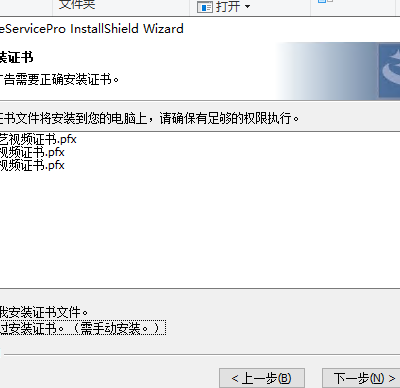 文件夹
打开
eServicePro InstallShield Wizard
装证书
广告需要正确安装证书。
证书文件将安装到您的电脑上，请确保有足够的权限执行。
艺视频证书.pfx
视频证书.pfx
视频证书.pfx
我安装证书文件。
过安装证书。（需手动安装。）
< 上一步(B)
下一步(N) >